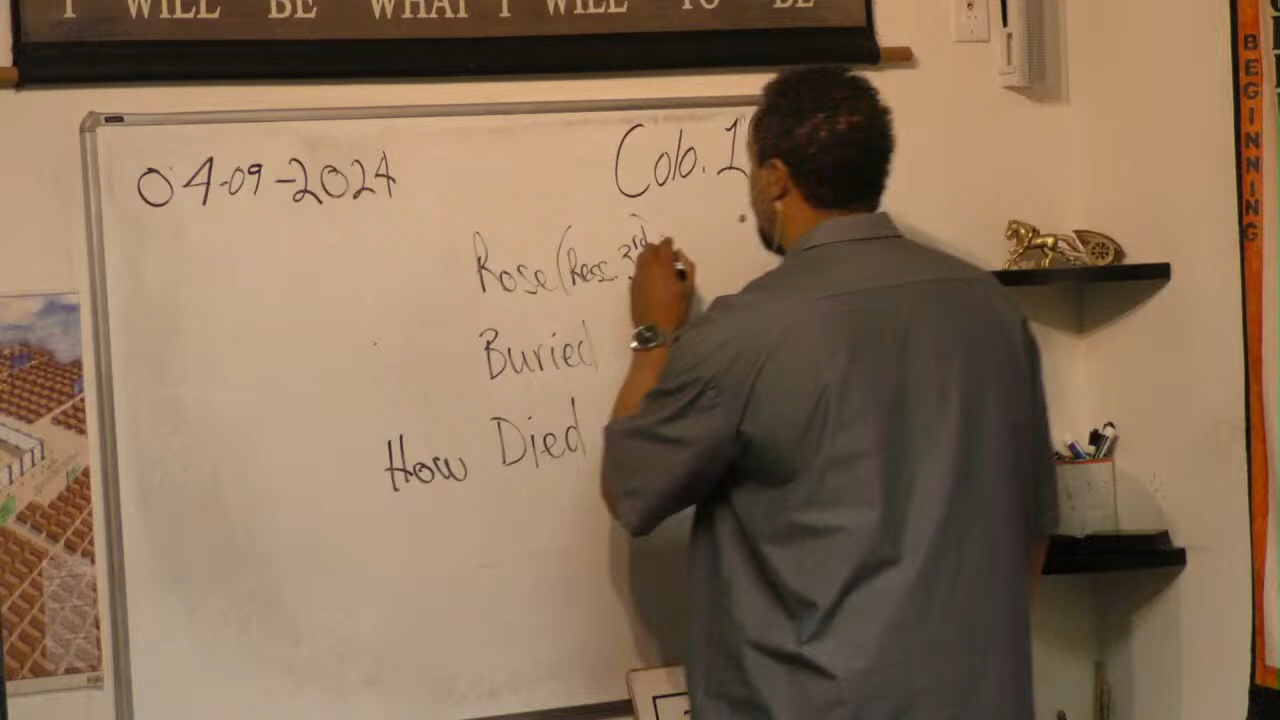 I WILL BE WHAT I WILL TO BE
04-09-2024
Colo. 1
Rose (Ress. 3rd
Buried
How Died
BEGINNING